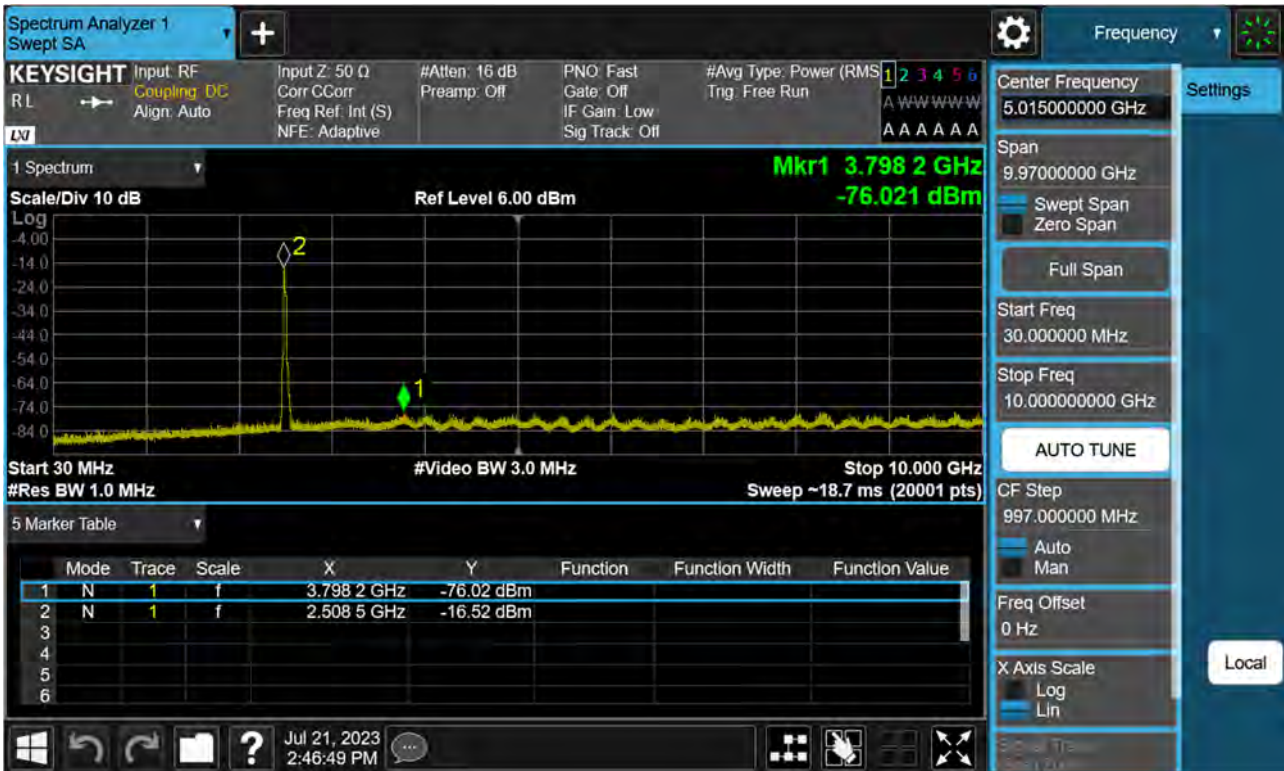 Spectrum Analyzer 1
Swept SA
Frequency
KEYSIGHT
RL
LXI
Input: RF
Coupling: DC
Align: Auto
Input Z: 50 Ω
Corr CCorr
Freq Ref: Int (S)
NFE: Adaptive
#Atten: 16 dB
Preamp: Off
PNO: Fast
Gate: Off
IF Gain: Low
Sig Track: Off
#Avg Type: Power (RMS
Trig: Free Run
1 2 3 4 5 6
A W W W W W
A A A A A A
1 Spectrum
Mkr1 3.798 2 GHz
-76.021 dBm
Scale/Div 10 dB
Ref Level 6.00 dBm
Log
-4.00
-14.0
-24.0
-34.0
-44.0
-54.0
-64.0
-74.0
-84.0
2
1
Start 30 MHz
#Video BW 3.0 MHz
Stop 10.000 GHz
#Res BW 1.0 MHz
Sweep ~18.7 ms (20001 pts)
5 Marker Table
Mode Trace Scale X Y Function Function Width Function Value
1 N 1 f 3.798 2 GHz -76.02 dBm
2 N 1 f 2.508 5 GHz -16.52 dBm
3
4
5
6
Jul 21, 2023
2:46:49 PM
Center Frequency
5.015000000 GHz
Span
9.97000000 GHz
Swept Span
Zero Span
Full Span
Start Freq
30.000000 MHz
Stop Freq
10.000000000 GHz
AUTO TUNE
CF Step
997.000000 MHz
Auto
Man
Freq Offset
0 Hz
X Axis Scale
Log
Lin
Settings
Local